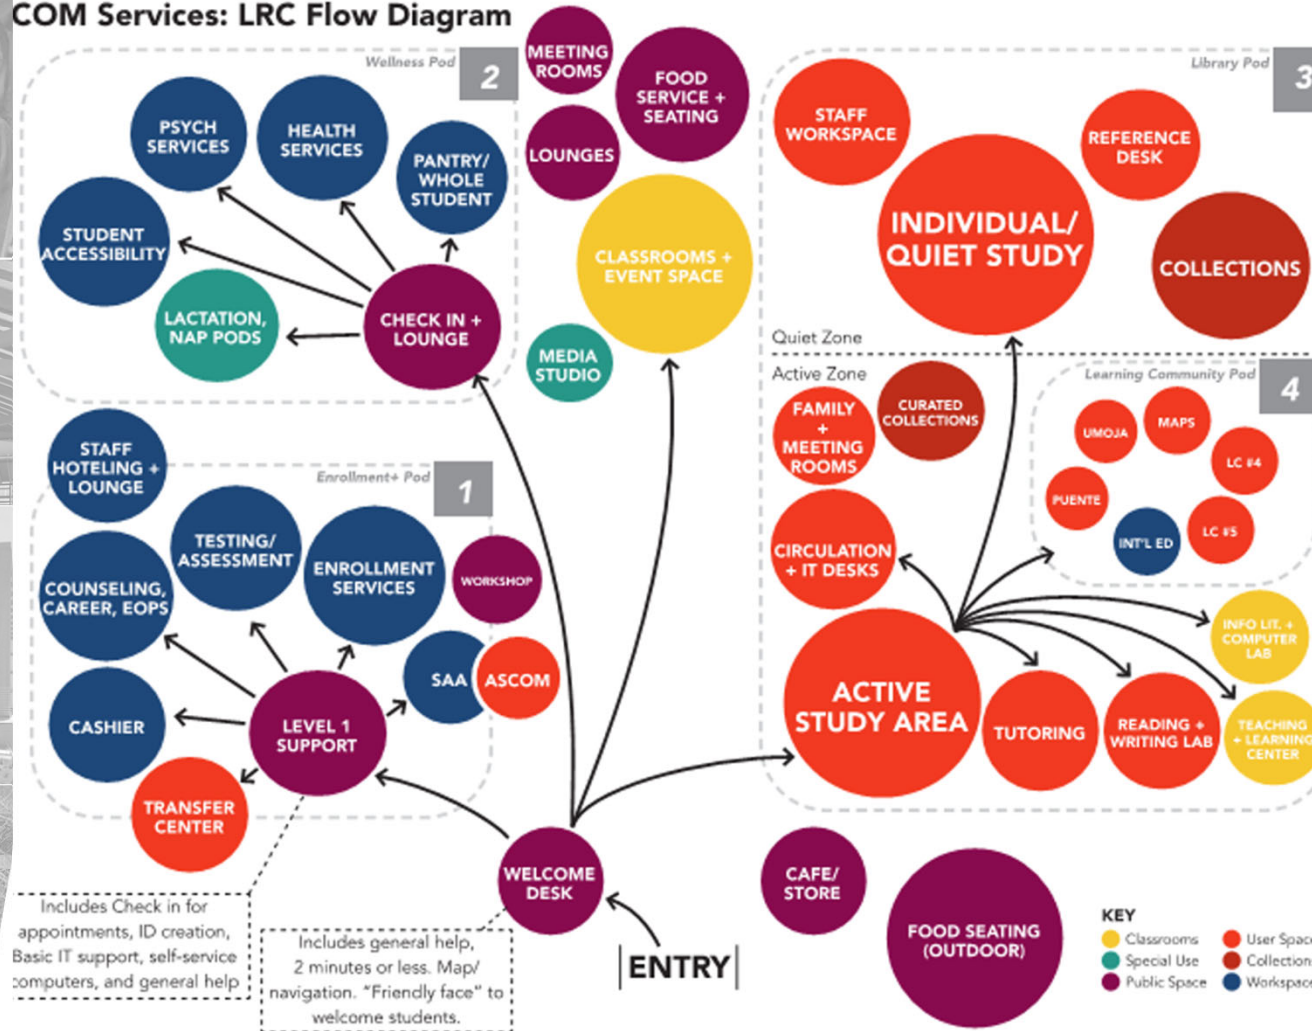 COM Services: LRC Flow Diagram
Wellness Pod
2
PSYCH
SERVICES
HEALTH
SERVICES
PANTRY/
WHOLE
STUDENT
STUDENT
ACCESSIBILITY
LACTATION,
NAP PODS
CHECK IN +
LOUNGE
MEETING
ROOMS
FOOD
SERVICE +
SEATING
LOUNGES
CLASSROOMS +
EVENT SPACE
MEDIA
STUDIO
Library Pod
3
STAFF
WORKSPACE
REFERENCE
DESK
INDIVIDUAL/
QUIET STUDY
COLLECTIONS
Quiet Zone
Active Zone
FAMILY
+
MEETING
ROOMS
CURATED
COLLECTIONS
Learning Community Pod
4
UMOJA
MAPS
LC #4
PUENTE
INT'L ED
LC #5
CIRCULATION
+ IT DESKS
ACTIVE
STUDY AREA
TUTORING
READING +
WRITING LAB
INFO LIT. +
COMPUTER
LAB
TEACHING
+ LEARNING
CENTER
STAFF
HOTELING +
LOUNGE
Enrollment+ Pod
1
TESTING/
ASSESSMENT
ENROLLMENT
SERVICES
WORKSHOP
COUNSELING,
CAREER, EOPS
SAA
ASCOM
CASHIER
LEVEL 1
SUPPORT
TRANSFER
CENTER
WELCOME
DESK
ENTRY
Includes Check in for
appointments, ID creation,
Basic IT support, self-service
computers, and general help
Includes general help,
2 minutes or less. Map/
navigation. "Friendly face" to
welcome students.
CAFE/
STORE
FOOD SEATING
(OUTDOOR)
KEY
Classrooms
Special Use
Public Space
User Space
Collection
Workspace